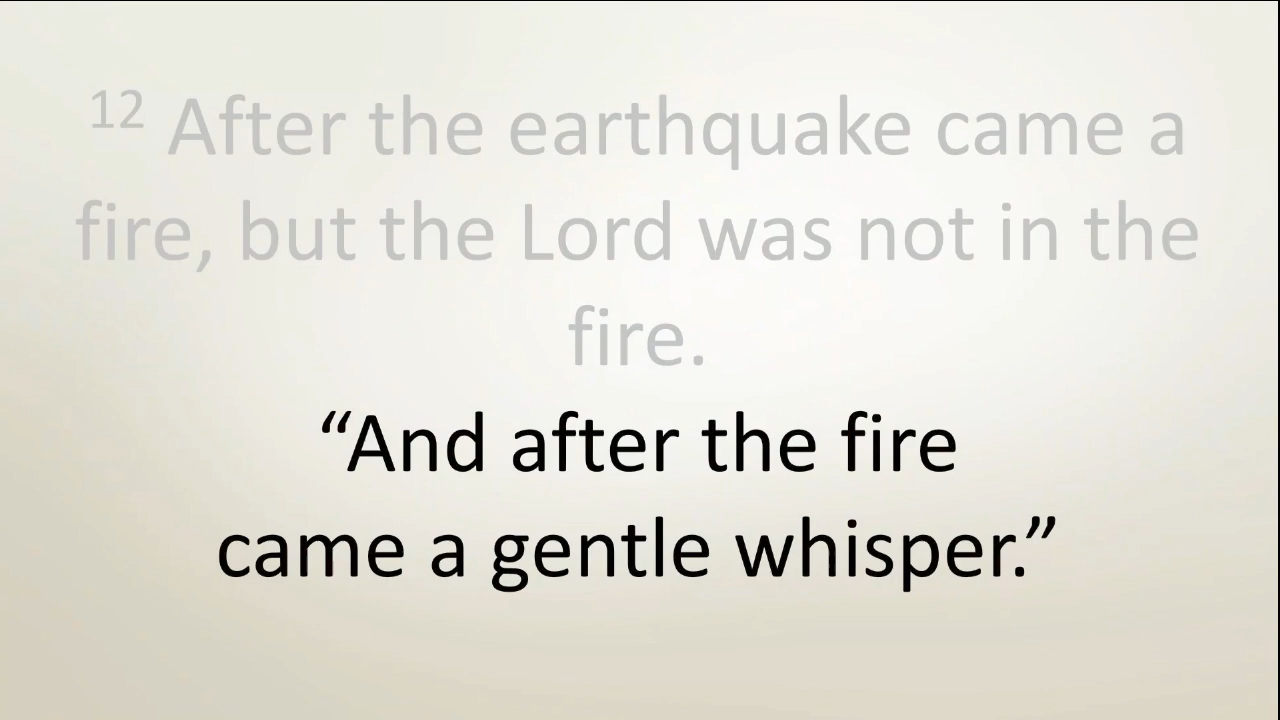 12 After the earthquake came a
fire, but the Lord was not in the
fire.
“And after the fire
came a gentle whisper.”